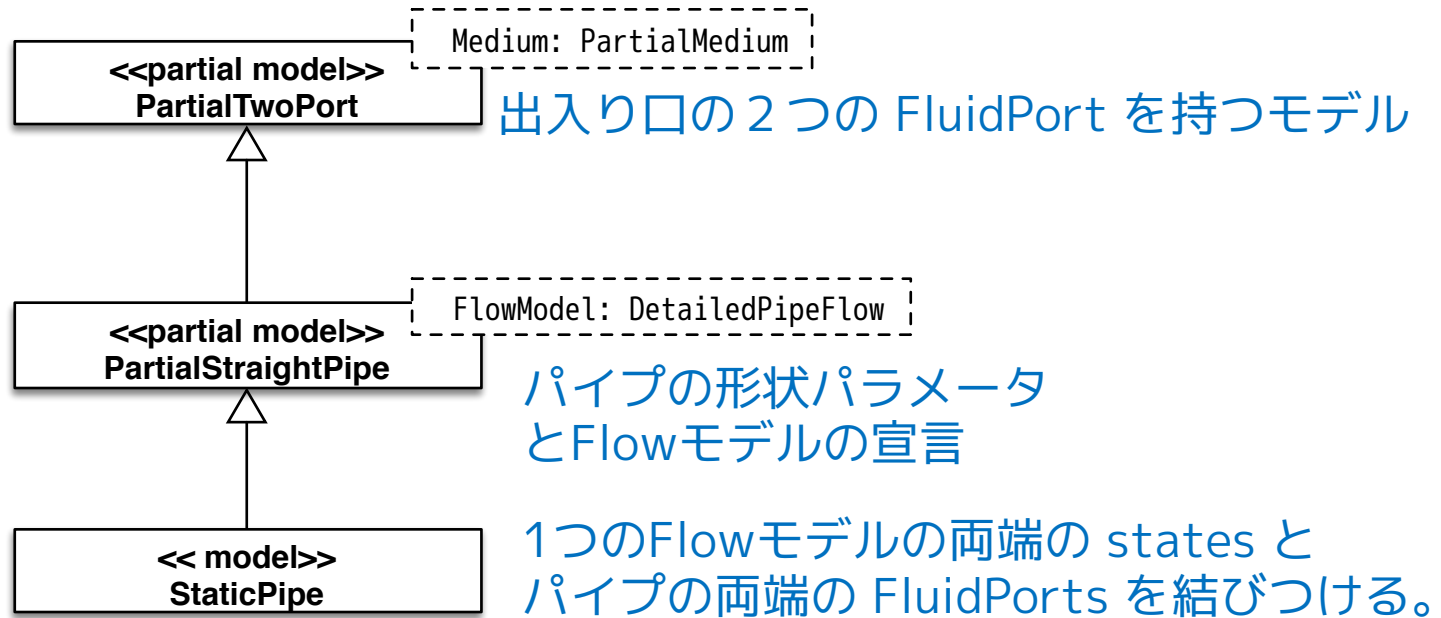 Medium: PartialMedium
<<partial model>>
PartialTwoPort
出入り口の２つの FluidPort を持つモデル
FlowModel: DetailedPipeFlow
<<partial model>>
PartialStraightPipe
パイプの形状パラメータ
とFlowモデルの宣言
<< model>>
StaticPipe
1つのFlowモデルの両端の states と
パイプの両端の FluidPorts を結びつける。